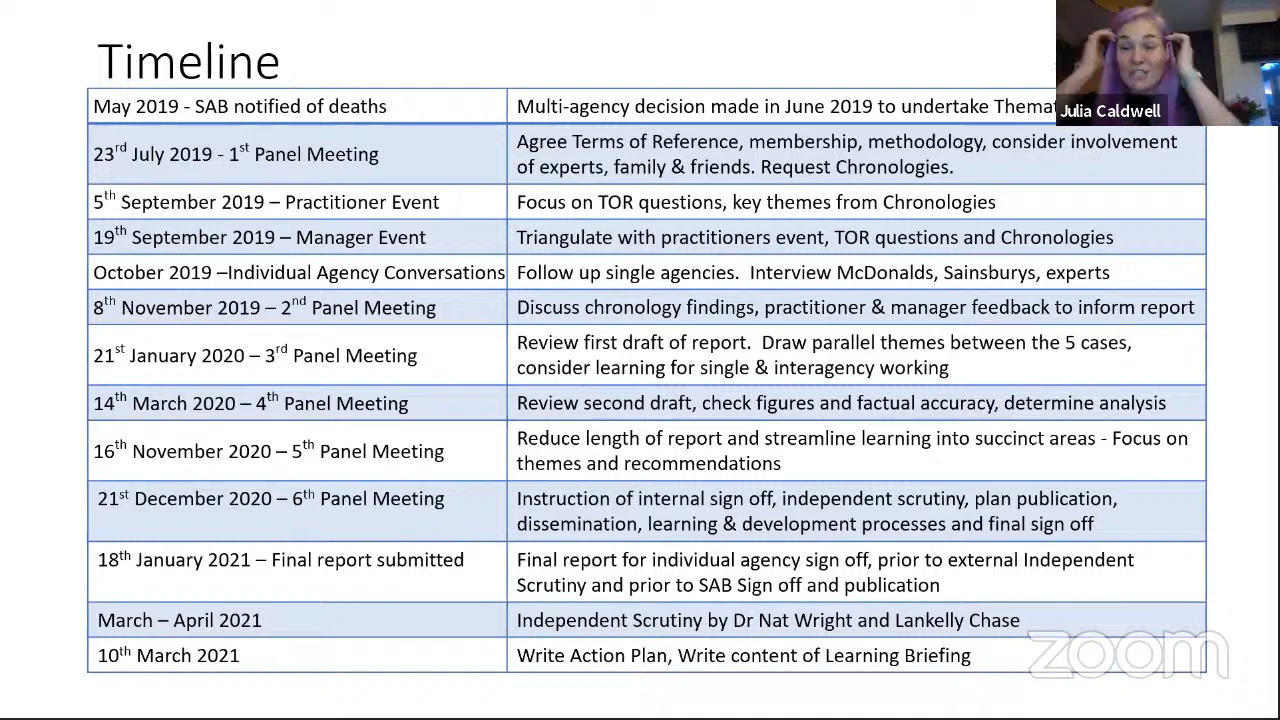 Timeline
May 2019 - SAB notified of deaths
Multi-agency decision made in June 2019 to undertake
Julia Caldwell
23rd July 2019 - 1st Panel Meeting
Agree Terms of Reference, membership, methodology, consider involvement
of experts, family & friends. Request Chronologies.
5th September 2019 – Practitioner Event
Focus on TOR questions, key themes from Chronologies
19th September 2019 – Manager Event
Triangulate with practitioners event, TOR questions and Chronologies
October 2019 –Individual Agency Conversations
Follow up single agencies. Interview McDonalds, Sainsburys, experts
8th November 2019 – 2nd Panel Meeting
Discuss chronology findings, practitioner & manager feedback to inform report
21st January 2020 – 3rd Panel Meeting
Review first draft of report. Draw parallel themes between the 5 cases,
consider learning for single & interagency working
14th March 2020 – 4th Panel Meeting
Review second draft, check figures and factual accuracy, determine analysis
16th November 2020 – 5th Panel Meeting
Reduce length of report and streamline learning into succinct areas - Focus on
themes and recommendations
21st December 2020 – 6th Panel Meeting
Instruction of internal sign off, independent scrutiny, plan publication,
dissemination, learning & development processes and final sign off
18th January 2021 – Final report submitted
Final report for individual agency sign off, prior to external Independent
Scrutiny and prior to SAB Sign off and publication
March – April 2021
Independent Scrutiny by Dr Nat Wright and Lankelly Chase
10th March 2021
Write Action Plan, Write content of Learning Briefing
zoom